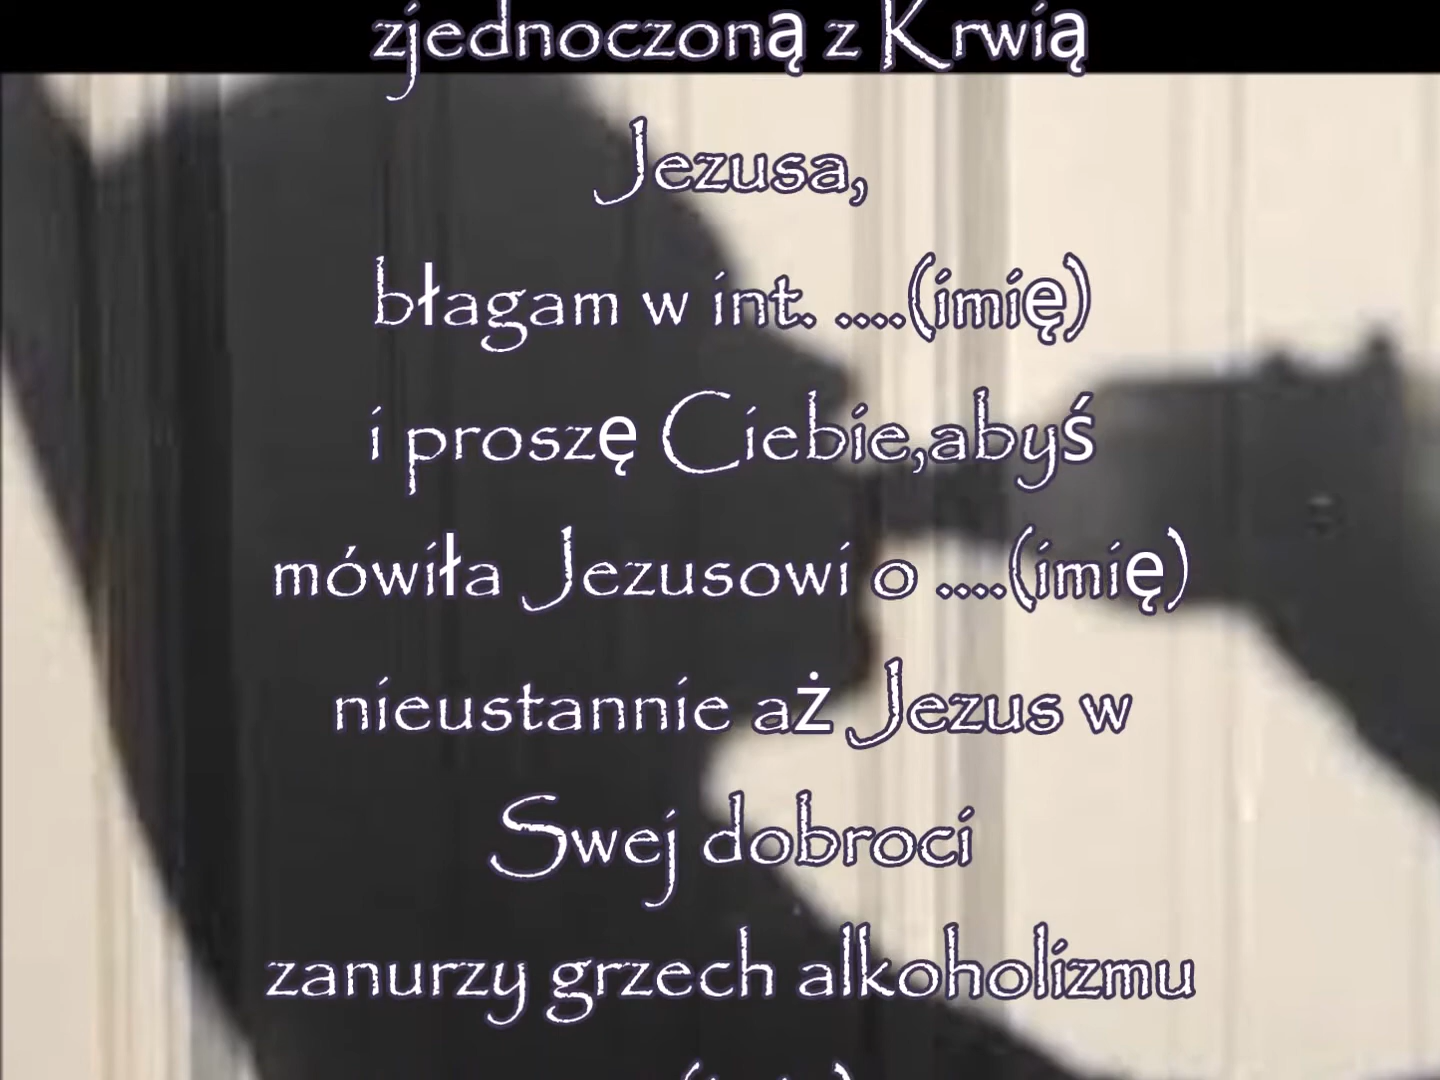 zjednoczoną z Krwią
Jezusa,
błagam w int. ....(imię)
i proszę Ciebie,abyś
mówiła Jezusowi o ....(imię)
nieustannie aż Jezus w
Swej dobroci
zanurzy grzech alkoholizmu